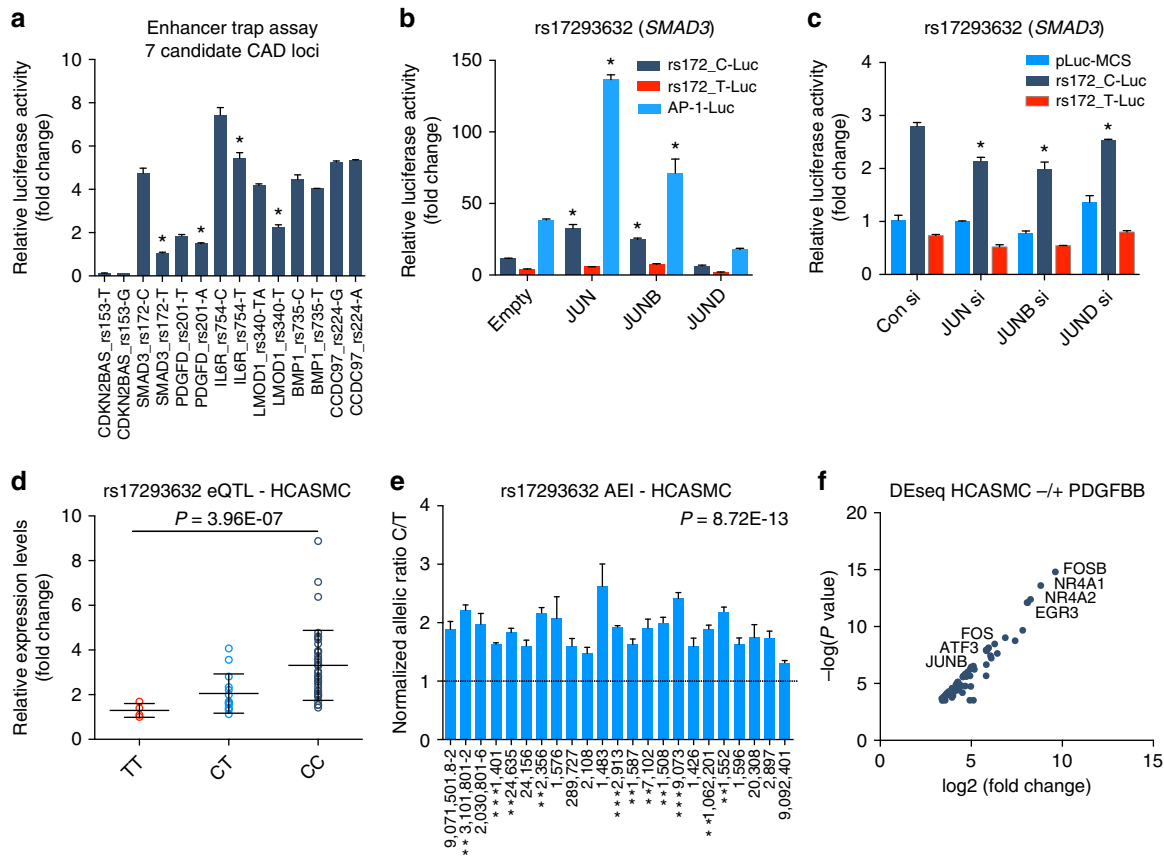 a
Enhancer trap assay
7 candidate CAD loci
Relative luciferase activity
(fold change)
10
8
6
4
2
0
*
*
*
*
CDKN2BAS_rs153-T
CDKN2BAS_rs153-G
SMAD3_rs172-C
SMAD3_rs172-T
PDGFD_rs201-T
PDGFD_rs201-A
IL6R_rs754-C
IL6R_rs754-T
LMOD1_rs340-TA
LMOD1_rs340-T
BMP1_rs735-C
BMP1_rs735-T
CCDC97_rs224-G
CCDC97_rs224-A
b
rs17293632 (SMAD3)
Relative luciferase activity
(fold change)
150
100
50
0
rs172_C-Luc
rs172_T-Luc
AP-1-Luc
*
*
*
*
Empty
JUN
JUNB
JUND
c
rs17293632 (SMAD3)
Relative luciferase activity
(fold change)
4
3
2
1
0
pLuc-MCS
rs172_C-Luc
rs172_T-Luc
*
*
*
Con si
JUN si
JUNB si
JUND si
d
rs17293632 eQTL - HCASMC
P = 3.96E-07
Relative expression levels
(fold change)
10
8
6
4
2
0
TT
CT
CC
e
rs17293632 AEI - HCASMC
P = 8.72E-13
Normalized allelic ratio C/T
4
3
2
1
0
9,071,501.8-2
**3,101,801-2
2,030,801-6
***1,401
**24,635
24,156
**2,356
1,576
289,727
2,108
1,483
***2,913
**1,587
**7,102
**1,508
***9,073
1,426
**1,062,201
**1,552
1,596
20,308
2,897
9,092,401
f
DEseq HCASMC –/+ PDGFBB
–log(P value)
20
15
10
5
0
FOSB
NR4A1
NR4A2
EGR3
FOS
ATF3
JUNB
0
5
10
15
log2 (fold change)